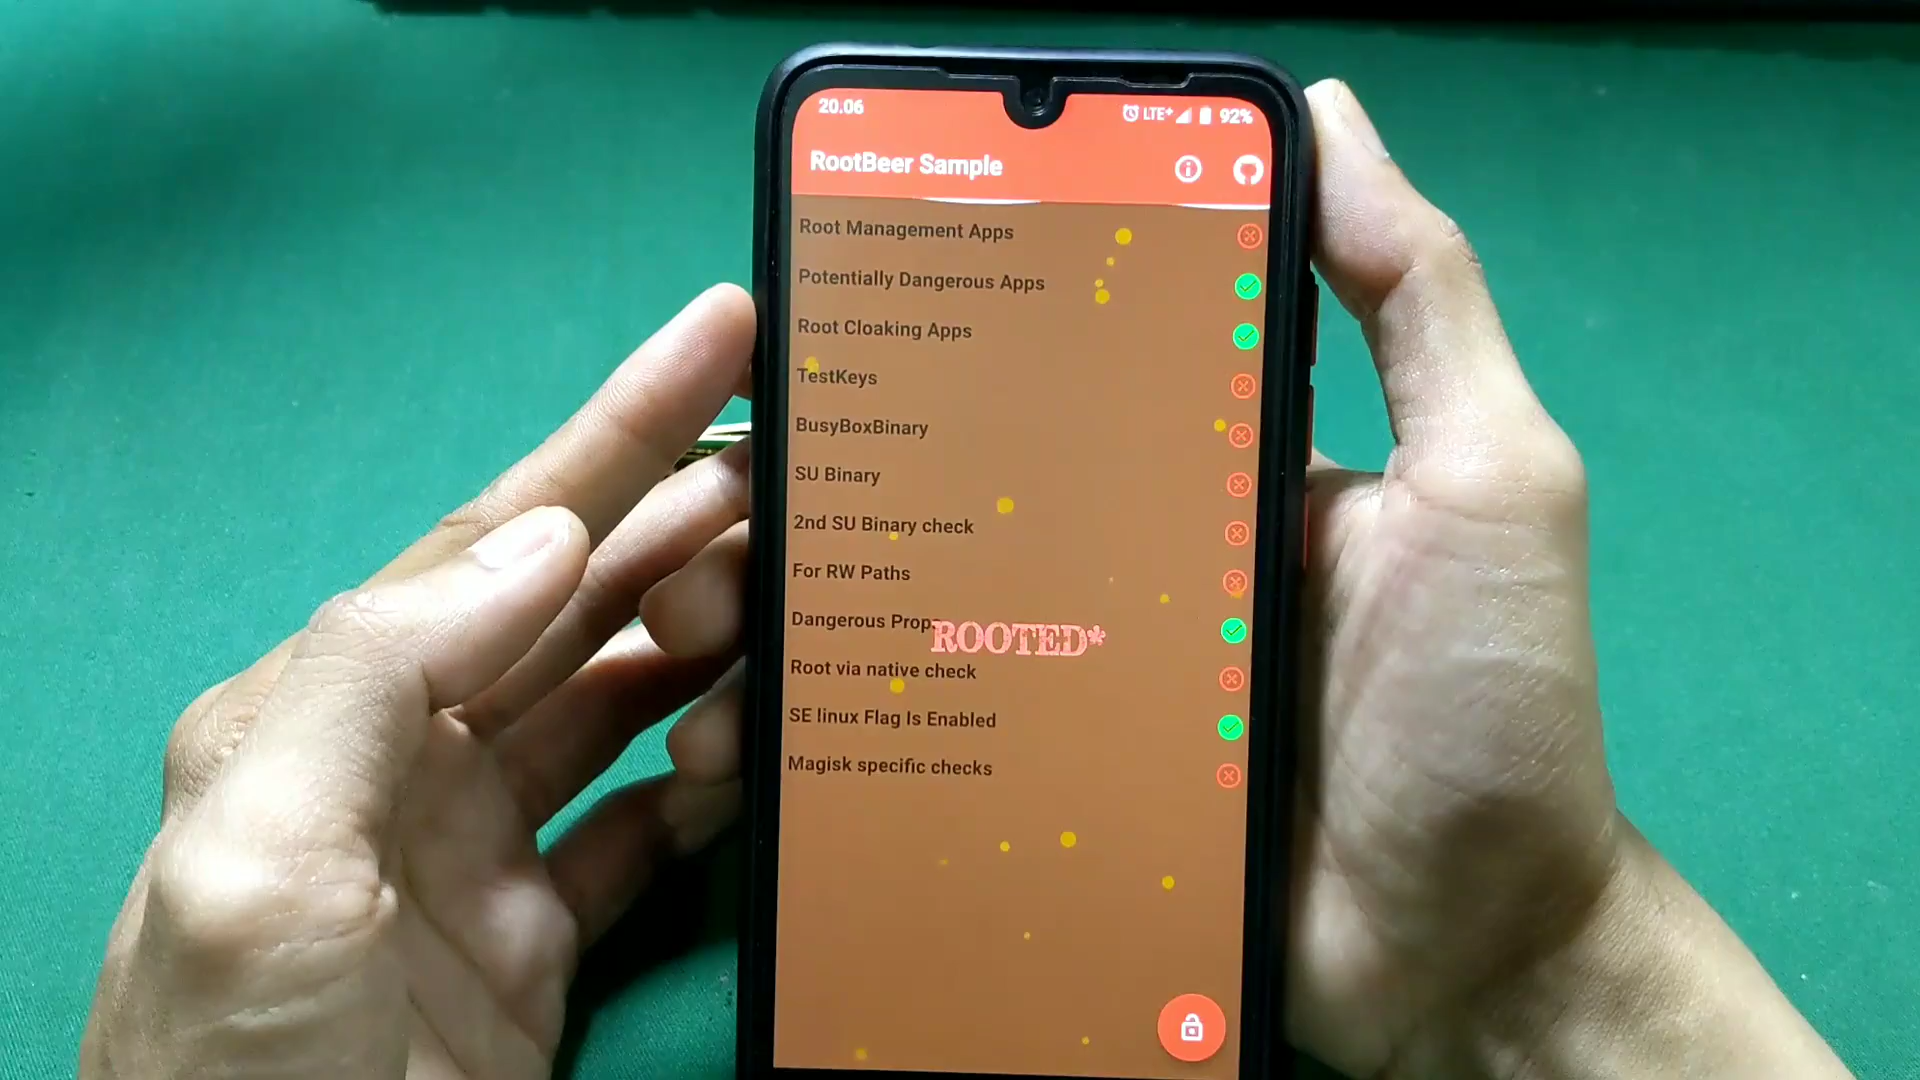 20.06
LTE+ 92%
RootBeer Sample
Root Management Apps
Potentially Dangerous Apps
Root Cloaking Apps
TestKeys
BusyBoxBinary
SU Binary
2nd SU Binary check
For RW Paths
Dangerous Props
ROOTED*
Root via native check
SE linux Flag Is Enabled
Magisk specific checks